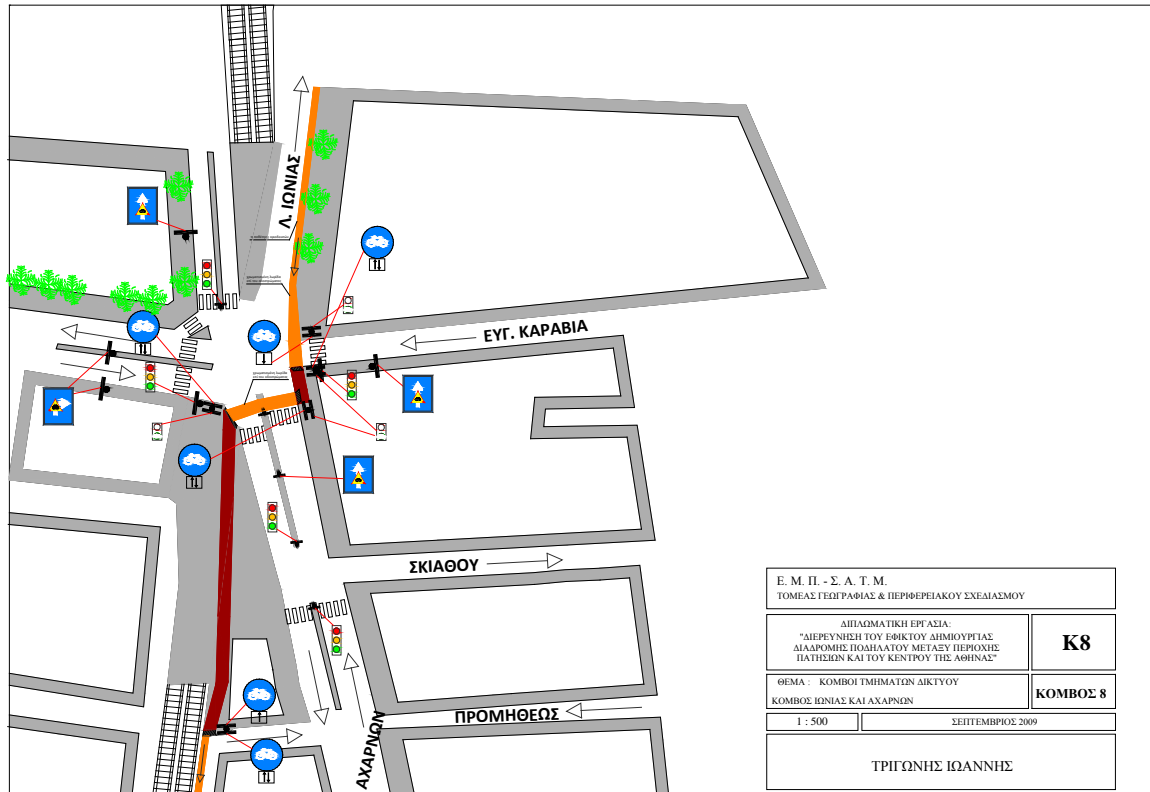 Λ. ΙΩΝΙΑΣ
ΕΥΓ. ΚΑΡΑΒΙΑ
ΣΚΙΑΘΟΥ
ΠΡΟΜΗΘΕΩΣ
ΑΧΑΡΝΩΝ
Ε. Μ. Π. - Σ. Α. Τ. Μ.
ΤΟΜΕΑΣ ΓΕΩΓΡΑΦΙΑΣ & ΠΕΡΙΦΕΡΕΙΑΚΟΥ ΣΧΕΔΙΑΣΜΟΥ
ΔΙΠΛΩΜΑΤΙΚΗ ΕΡΓΑΣΙΑ:
"ΔΙΕΡΕΥΝΗΣΗ ΤΟΥ ΕΦΙΚΤΟΥ ΔΗΜΙΟΥΡΓΙΑΣ
ΔΙΑΔΡΟΜΗΣ ΠΟΔΗΛΑΤΟΥ ΜΕΤΑΞΥ ΠΕΡΙΟΧΗΣ
ΠΑΤΗΣΙΩΝ ΚΑΙ ΤΟΥ ΚΕΝΤΡΟΥ ΤΗΣ ΑΘΗΝΑΣ"
Κ8
ΘΕΜΑ : ΚΟΜΒΟΙ ΤΜΗΜΑΤΩΝ ΔΙΚΤΥΟΥ
ΚΟΜΒΟΣ ΙΩΝΙΑΣ ΚΑΙ ΑΧΑΡΝΩΝ
ΚΟΜΒΟΣ 8
1 : 500
ΣΕΠΤΕΜΒΡΙΟΣ 2009
ΤΡΙΓΩΝΗΣ ΙΩΑΝΝΗΣ